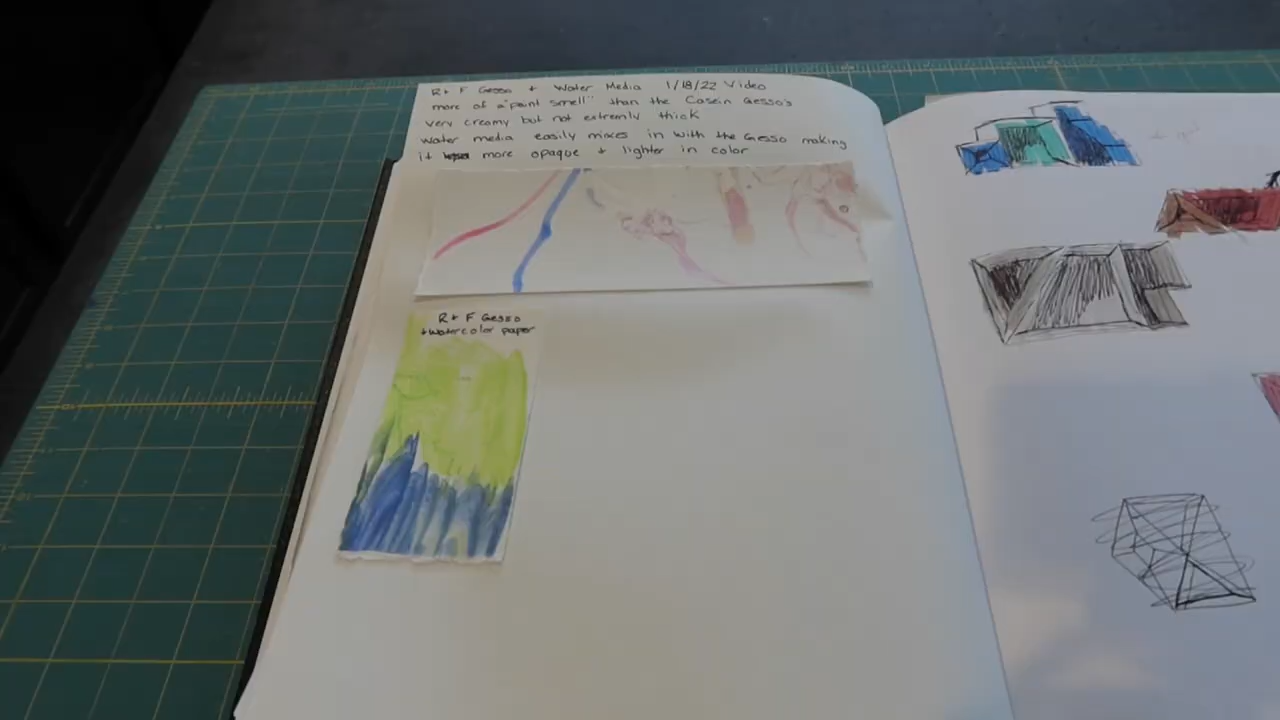 R + F Gesso + Water Media 1/18/22 Video
more of a "paint smell" than the Casein Gesso's
very creamy but not extremly thick
water media easily mixes in with the Gesso making
it more opaque + lighter in color
R + F Gesso
+ Watercolor paper